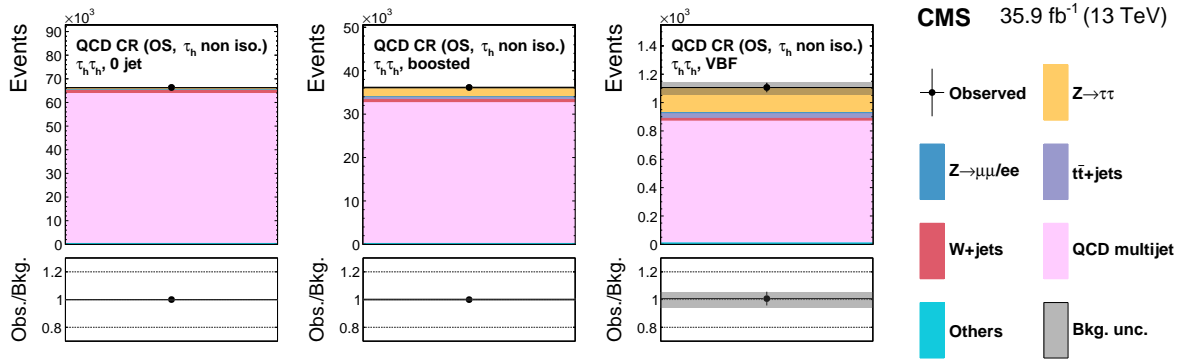 ×10³
Events
90
80
70
60
50
40
30
20
10
0
QCD CR (OS, τh non iso.)
τhτh, 0 jet
Obs./Bkg.
1.2
1
0.8
×10³
Events
50
40
30
20
10
0
QCD CR (OS, τh non iso.)
τhτh, boosted
Obs./Bkg.
1.2
1
0.8
×10³
Events
1.4
1.2
1
0.8
0.6
0.4
0.2
0
QCD CR (OS, τh non iso.)
τhτh, VBF
Obs./Bkg.
1.2
1
0.8
CMS 35.9 fb⁻¹ (13 TeV)
Observed
Z→ττ
Z→μμ/ee
tt̄+jets
W+jets
QCD multijet
Others
Bkg. unc.